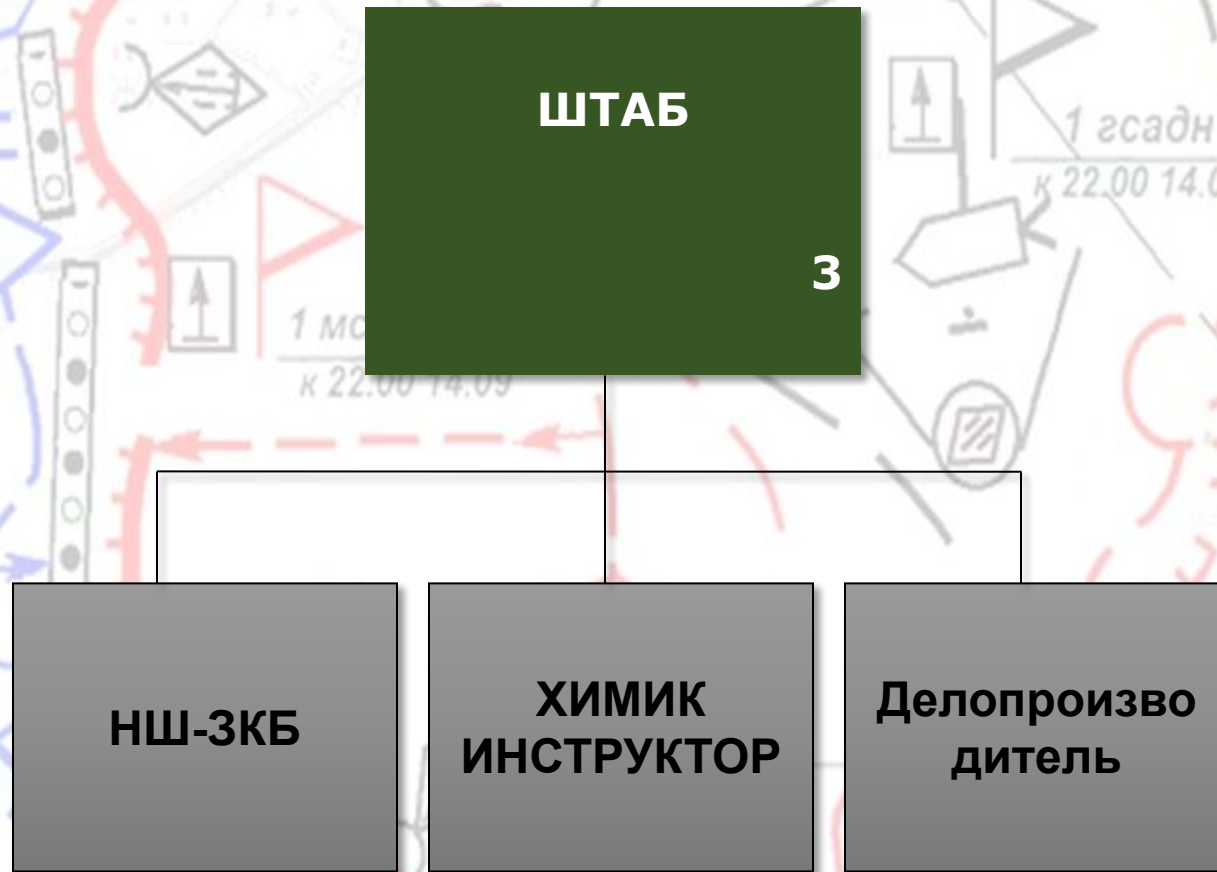 ШТАБ
3
1 гсадн
к 22.00 14.0
1 мс
к 22.00 14.09
НШ-ЗКБ
ХИМИК
ИНСТРУКТОР
Делопроизво
дитель